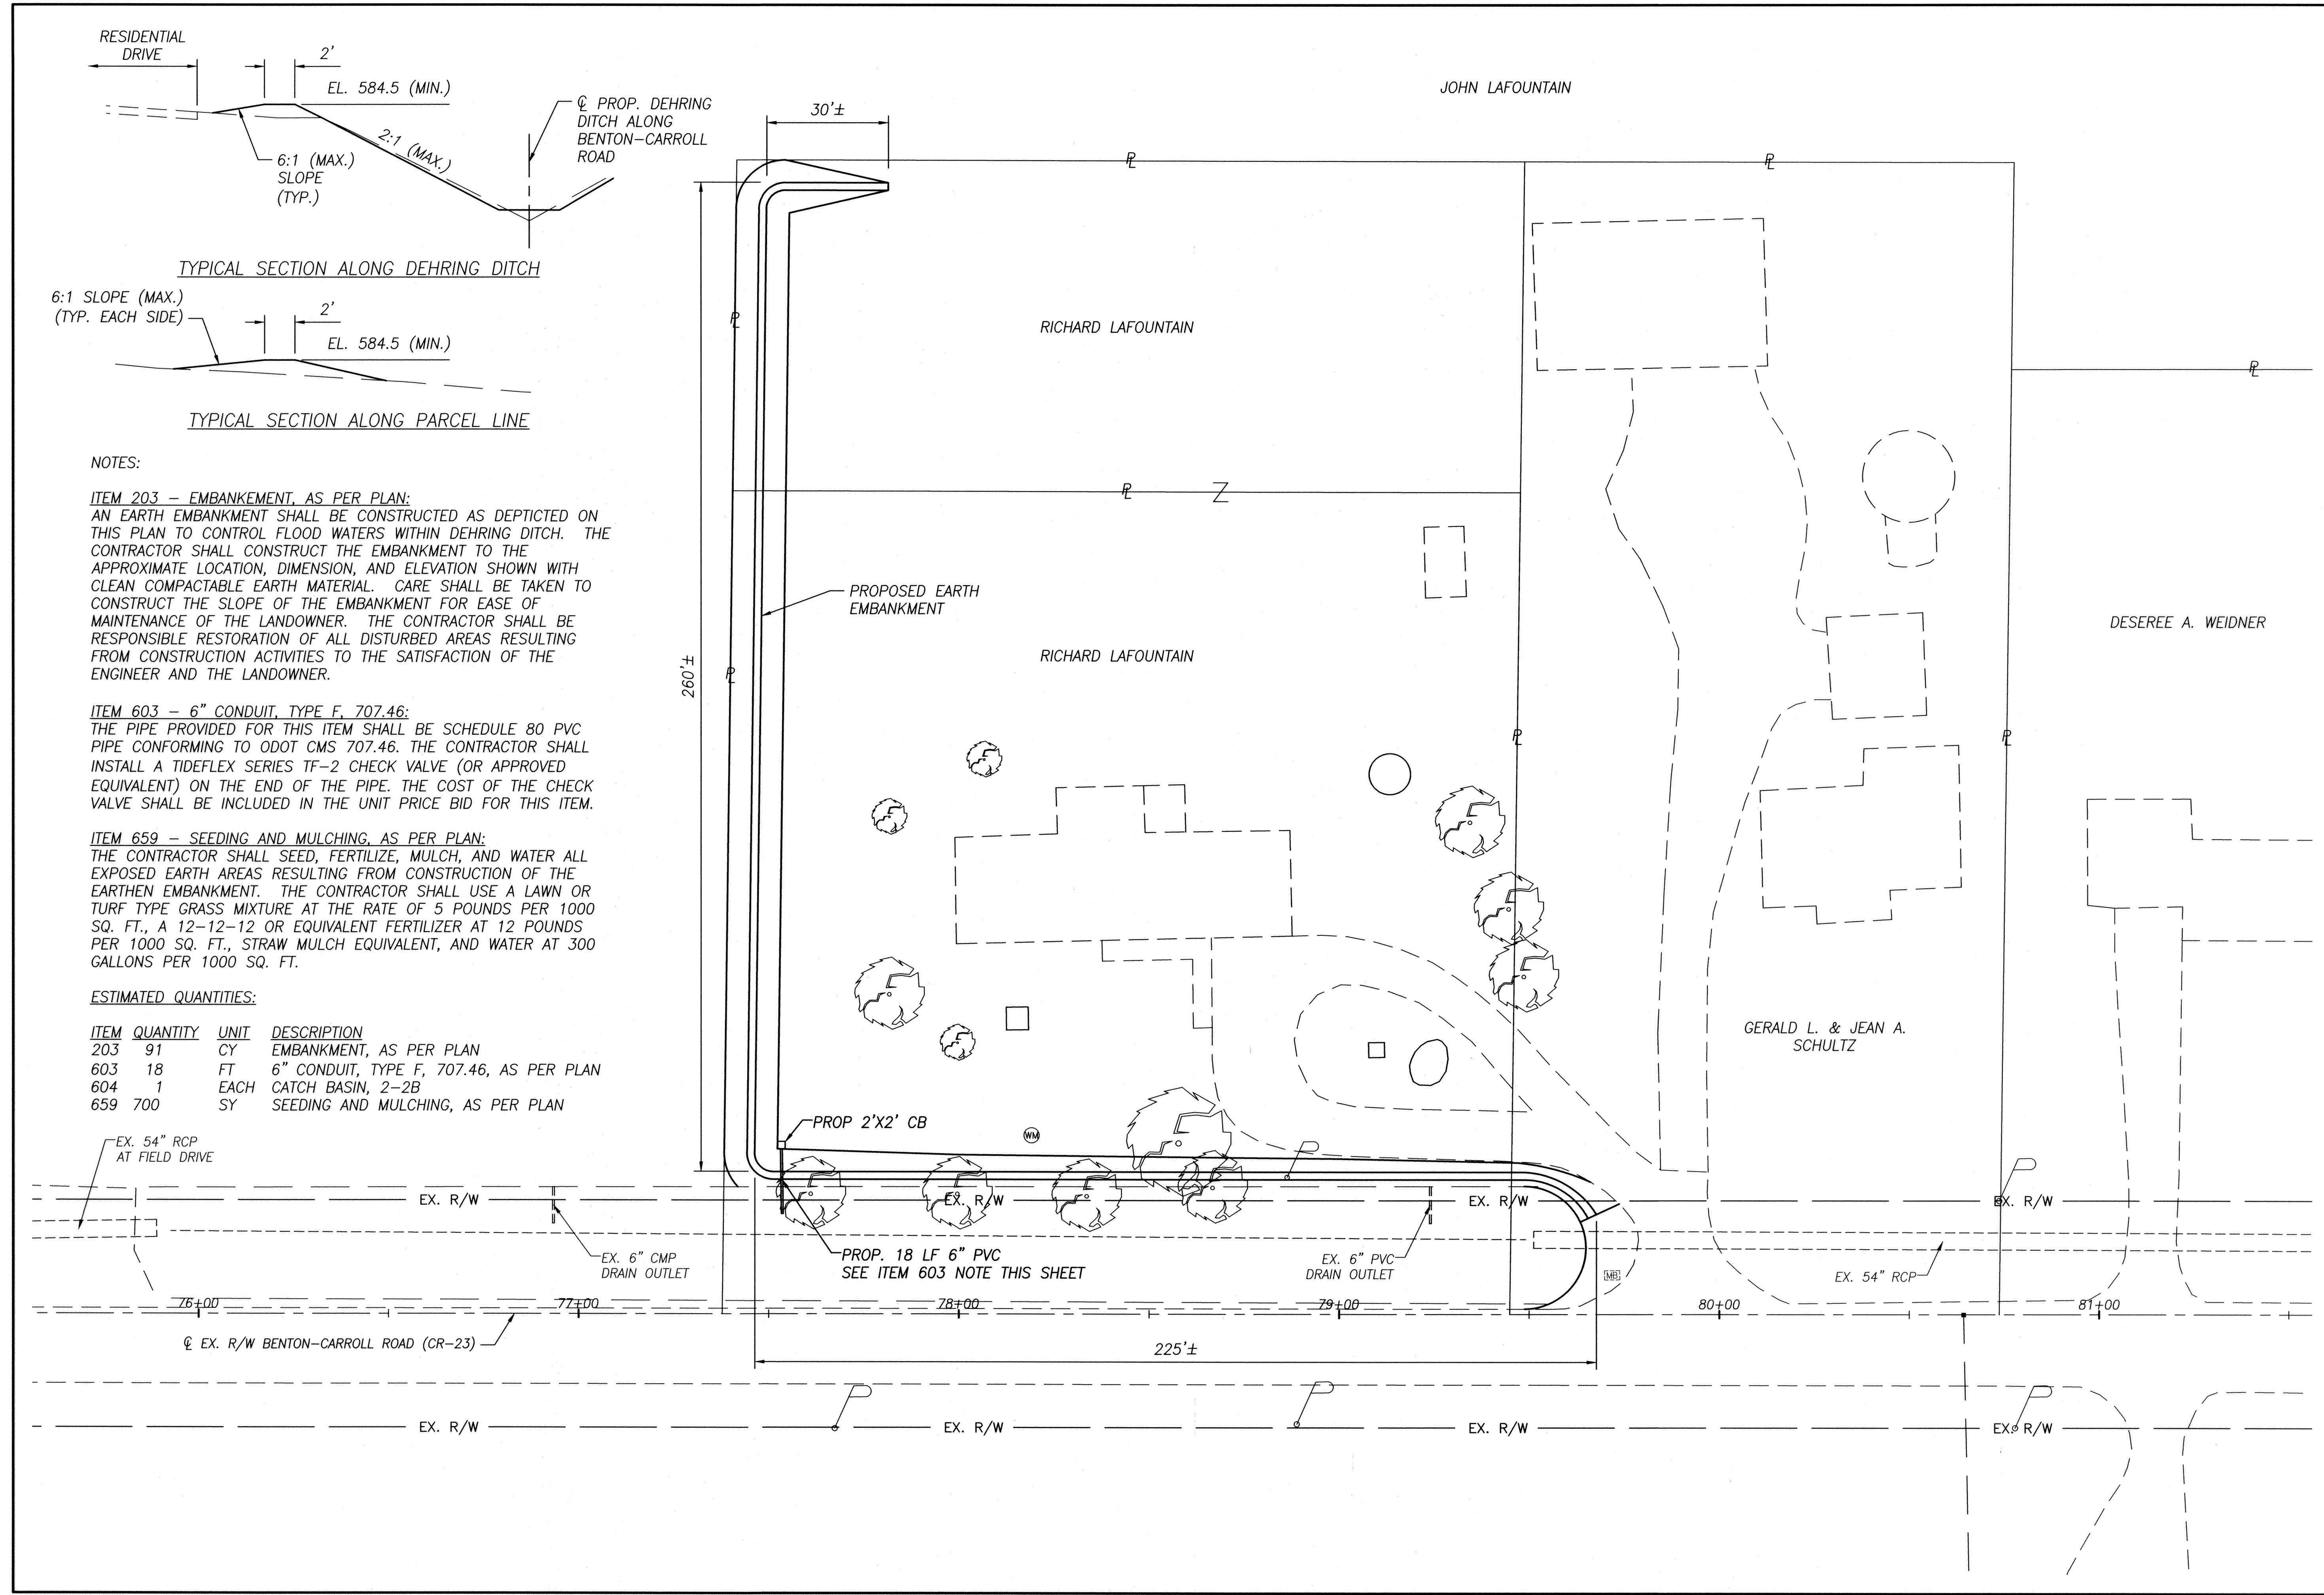 RESIDENTIAL
DRIVE
2'
EL. 584.5 (MIN.)
2:1 (MAX.)
6:1 (MAX.)
SLOPE
(TYP.)
℄ PROP. DEHRING
DITCH ALONG
BENTON-CARROLL
ROAD
TYPICAL SECTION ALONG DEHRING DITCH
6:1 SLOPE (MAX.)
(TYP. EACH SIDE)
2'
EL. 584.5 (MIN.)
TYPICAL SECTION ALONG PARCEL LINE
NOTES:
ITEM 203 - EMBANKEMENT, AS PER PLAN:
AN EARTH EMBANKMENT SHALL BE CONSTRUCTED AS DEPTICTED ON
THIS PLAN TO CONTROL FLOOD WATERS WITHIN DEHRING DITCH. THE
CONTRACTOR SHALL CONSTRUCT THE EMBANKMENT TO THE
APPROXIMATE LOCATION, DIMENSION, AND ELEVATION SHOWN WITH
CLEAN COMPACTABLE EARTH MATERIAL. CARE SHALL BE TAKEN TO
CONSTRUCT THE SLOPE OF THE EMBANKMENT FOR EASE OF
MAINTENANCE OF THE LANDOWNER. THE CONTRACTOR SHALL BE
RESPONSIBLE RESTORATION OF ALL DISTURBED AREAS RESULTING
FROM CONSTRUCTION ACTIVITIES TO THE SATISFACTION OF THE
ENGINEER AND THE LANDOWNER.
ITEM 603 - 6" CONDUIT, TYPE F, 707.46:
THE PIPE PROVIDED FOR THIS ITEM SHALL BE SCHEDULE 80 PVC
PIPE CONFORMING TO ODOT CMS 707.46. THE CONTRACTOR SHALL
INSTALL A TIDEFLEX SERIES TF-2 CHECK VALVE (OR APPROVED
EQUIVALENT) ON THE END OF THE PIPE. THE COST OF THE CHECK
VALVE SHALL BE INCLUDED IN THE UNIT PRICE BID FOR THIS ITEM.
ITEM 659 - SEEDING AND MULCHING, AS PER PLAN:
THE CONTRACTOR SHALL SEED, FERTILIZE, MULCH, AND WATER ALL
EXPOSED EARTH AREAS RESULTING FROM CONSTRUCTION OF THE
EARTHEN EMBANKMENT. THE CONTRACTOR SHALL USE A LAWN OR
TURF TYPE GRASS MIXTURE AT THE RATE OF 5 POUNDS PER 1000
SQ. FT., A 12-12-12 OR EQUIVALENT FERTILIZER AT 12 POUNDS
PER 1000 SQ. FT., STRAW MULCH EQUIVALENT, AND WATER AT 300
GALLONS PER 1000 SQ. FT.
ESTIMATED QUANTITIES:
ITEM QUANTITY UNIT DESCRIPTION
203 91 CY EMBANKMENT, AS PER PLAN
603 18 FT 6" CONDUIT, TYPE F, 707.46, AS PER PLAN
604 1 EACH CATCH BASIN, 2-2B
659 700 SY SEEDING AND MULCHING, AS PER PLAN
JOHN LAFOUNTAIN
30'±
PL
PL
PL
RICHARD LAFOUNTAIN
PL
PL Z
PROPOSED EARTH
EMBANKMENT
DESEREE A. WEIDNER
RICHARD LAFOUNTAIN
260'±
PL
PL
PL
GERALD L. & JEAN A.
SCHULTZ
PROP 2'X2' CB
WM
EX. 54" RCP
AT FIELD DRIVE
EX. R/W
EX. R/W
EX. R/W
EX. R/W
EX. 6" CMP
DRAIN OUTLET
PROP. 18 LF 6" PVC
SEE ITEM 603 NOTE THIS SHEET
EX. 6" PVC
DRAIN OUTLET
MB
EX. 54" RCP
76+00
77+00
78+00
79+00
80+00
81+00
℄ EX. R/W BENTON-CARROLL ROAD (CR-23)
225'±
EX. R/W
EX. R/W
EX. R/W
EX. R/W